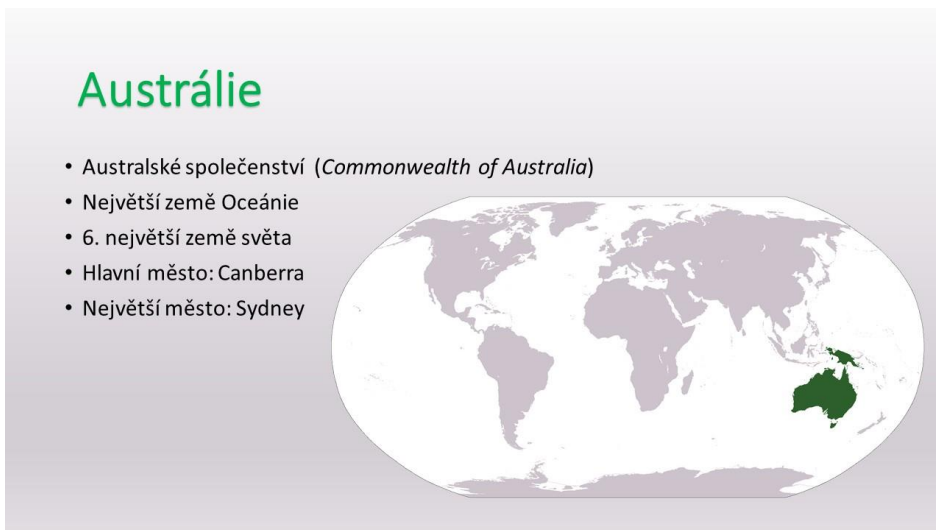 Austrálie
• Australské společenství (Commonwealth of Australia)
• Největší země Oceánie
• 6. největší země světa
• Hlavní město: Canberra
• Největší město: Sydney